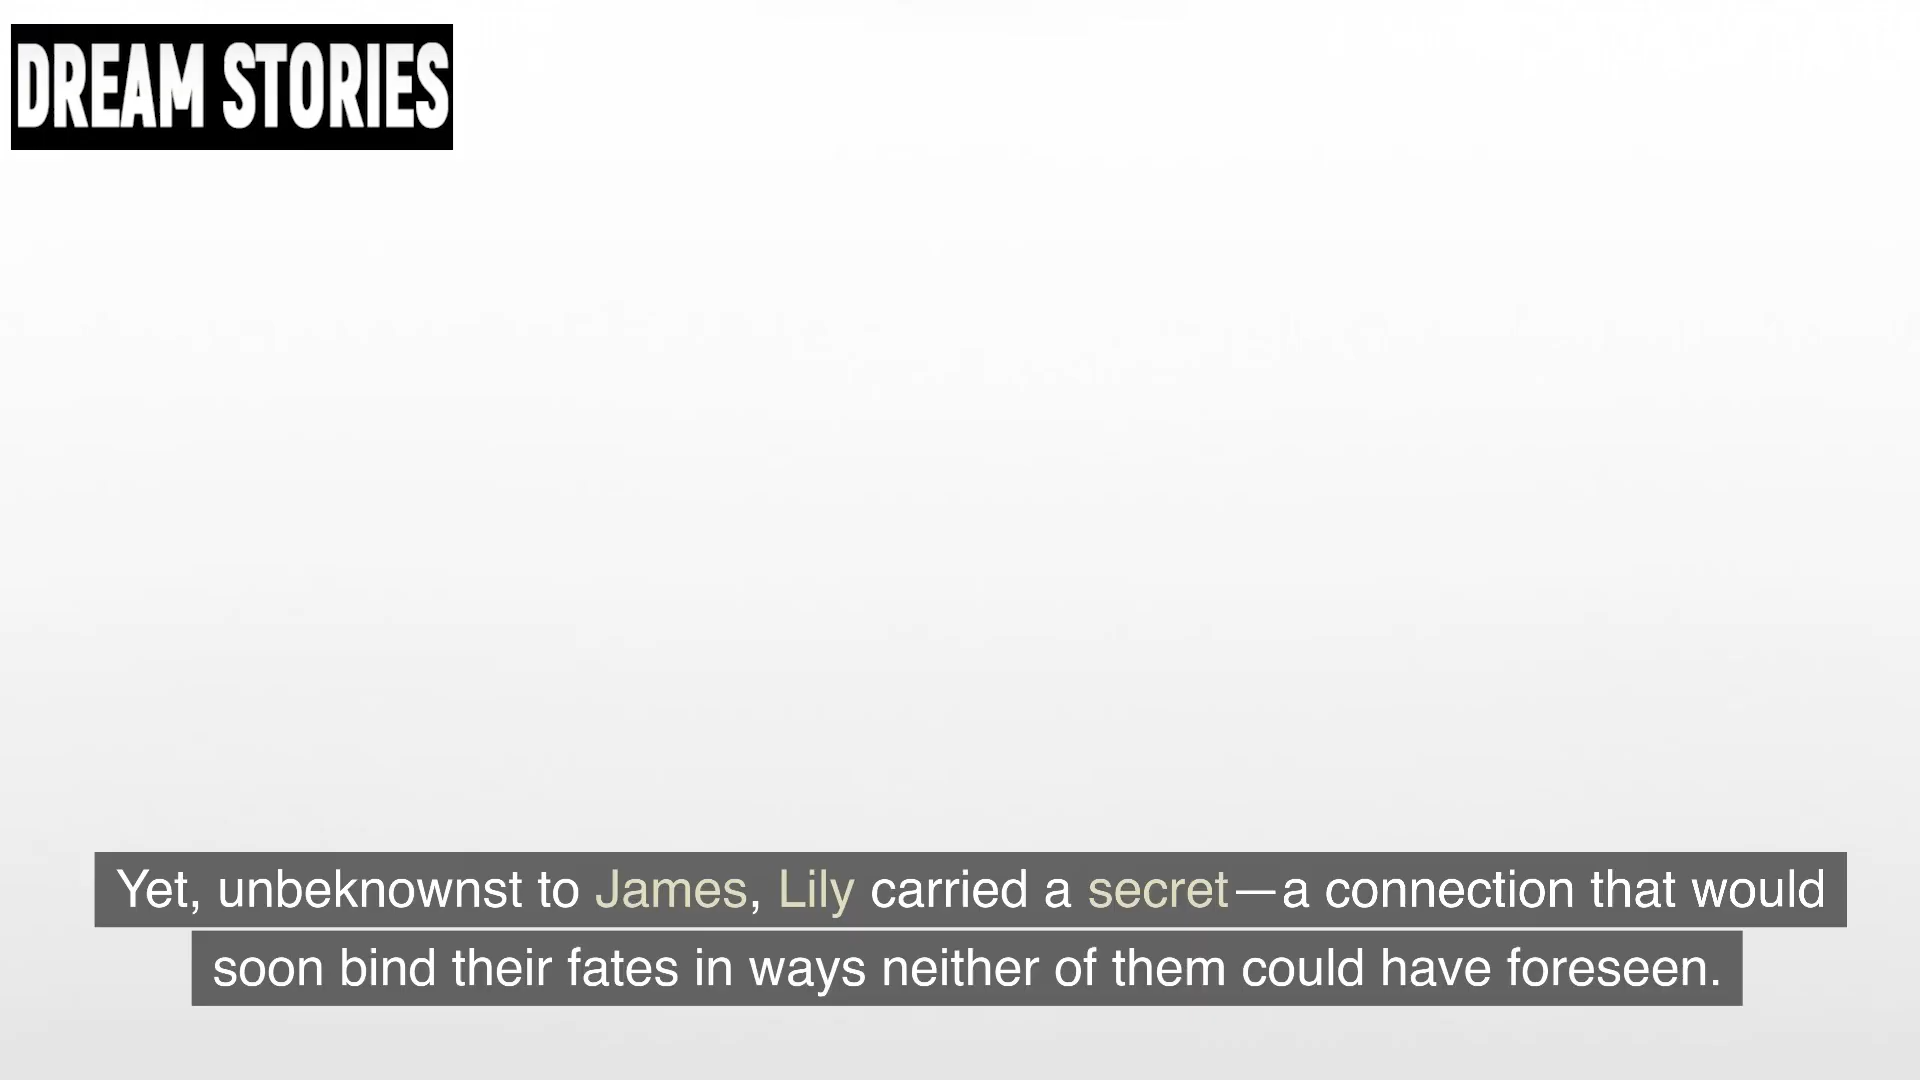 DREAM STORIES
Yet, unbeknownst to James, Lily carried a secret—a connection that would
soon bind their fates in ways neither of them could have foreseen.